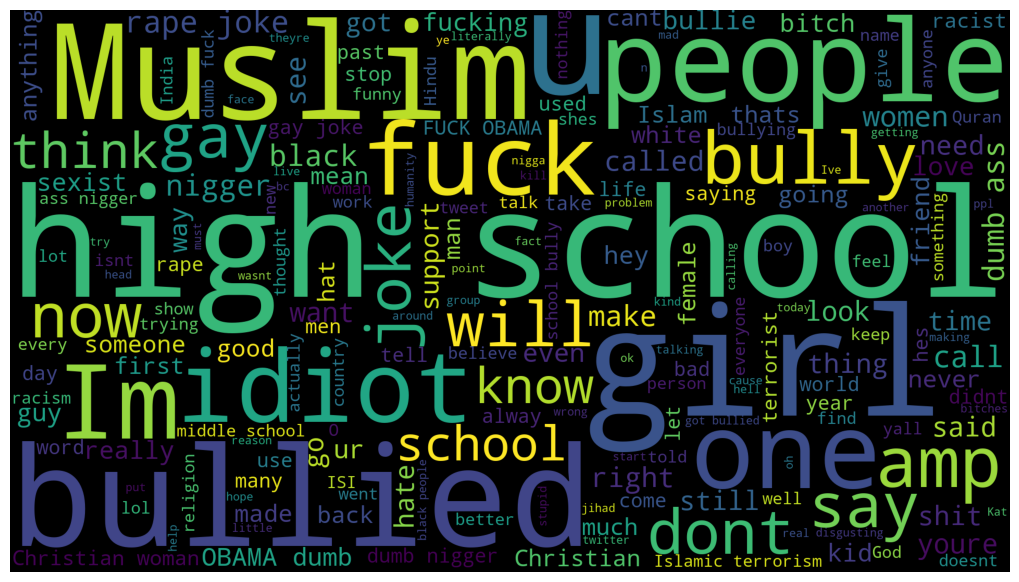 rape joke
got
fucking
cant
bullie
bitch
racist
anything
Muslim
u
people
theyre
ye
literally
past
stop
funny
mad
nothing
name
give
anyone
India
dumb fuck
face
see
Hindu
n
used
shes
Islam
thats
women
Quran
think
gay
gay joke
black
mean
FUCK OBAMA
fuck
white
bullying
bully
getting
need
love
called
sexist
nigger
ass nigger
live
bc
woman
work
new
humanity
nigga
kill
talk
tweet
take
life
problem
saying
Ive
going
another
ppl
friend
something
dumb ass
high school
lot
isnt
try
must
head
way
rape
wasnt
thought
hat
joke
support
man
fact
point
hey
school bully
boy
female
feel
calling
now
show
trying
want
men
group
around
will
make
kind
today
look
making
time
every
someone
good
actually
country
tell
believe
even
ok
talking
bad
person
everyone
cause
hell
terrorist
thing
hes
keep
call
world
never
first
Im
idiot
know
girl
day
racism
guy
middle school
O
alway
wrong
let
got bullied
year
find
didnt
bitches
word
really
reason
go
ur
school
start
told
yall
said
bullied
use
many
ISI
hate
black people
right
one
oh
amp
put
lol
religion
hope
went
made
back
little
better
stupid
jihad
much
twitter
come
still
well
dont
real disgusting
say
shit
Kat
help
Christian woman
OBAMA dumb
dumb nigger
Christian
Islamic terrorism
kid
God
youre
doesnt